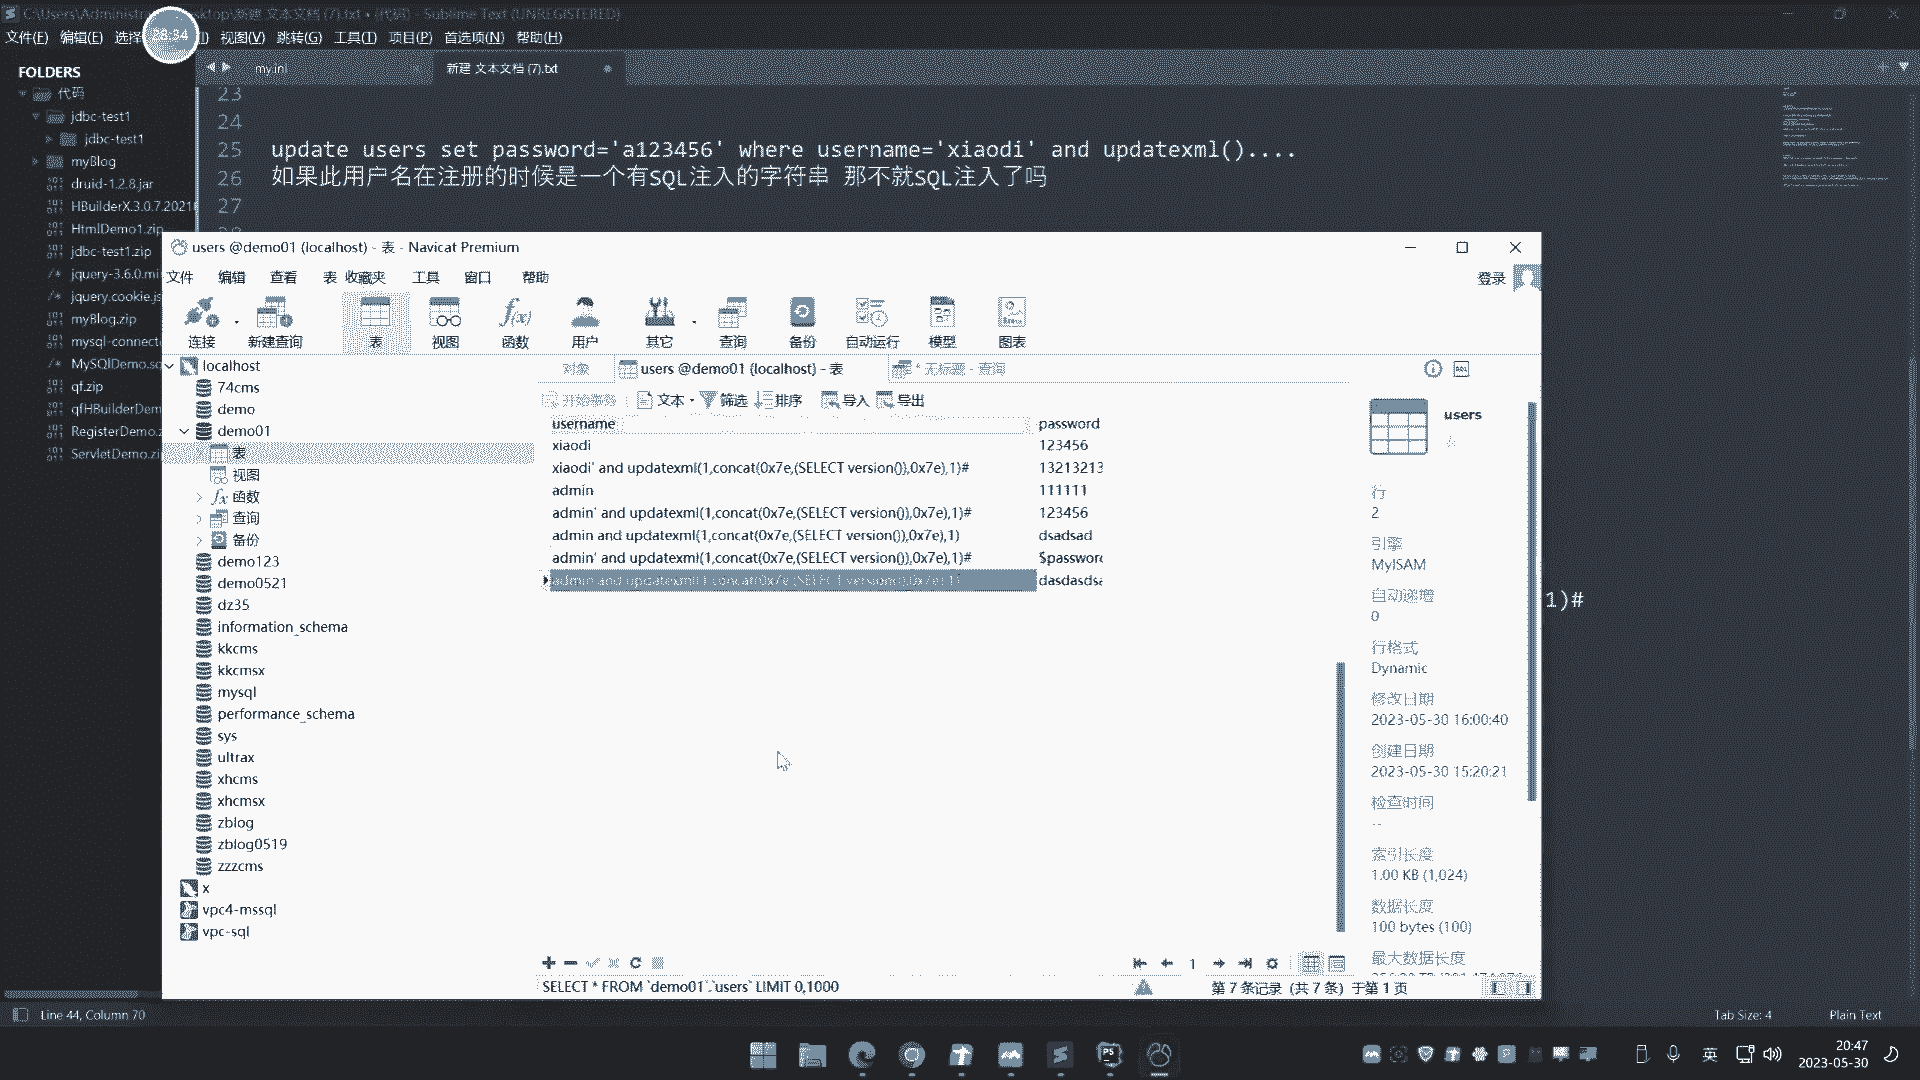 C:\Users\Administra
sktop\新建 文本文档 (7).txt • (代码) - Sublime Text (UNREGISTERED)
文件(F) 编辑(E) 选择 28:34 I) 视图(V) 跳转(G) 工具(T) 项目(P) 首选项(N) 帮助(H)
my.ini
新建 文本文档 (7).txt
FOLDERS
代码
jdbc-test1
jdbc-test1
myBlog
druid-1.2.8.jar
HBuilderX.3.0.7.2021
HtmlDemo1.zip
jdbc-test1.zip
jquery-3.6.0.mi
jquery.cookie.js
myBlog.zip
mysql-connect
MySQlDemo.sq
qf.zip
qfHBuilderDem
RegisterDemo.z
ServletDemo.zi
23
24
25 update users set password='a123456' where username='xiaodi' and updatexml()....
26 如果此用户名在注册的时候是一个有SQL注入的字符串 那不就SQL注入了吗
27
1)#
users @demo01 (localhost) - 表 - Navicat Premium
文件 编辑 查看 表 收藏夹 工具 窗口 帮助
登录
连接 新建查询 表 视图 函数 用户 其它 查询 备份 自动运行 模型 图表
localhost
74cms
demo
demo01
表
视图
函数
查询
备份
demo123
demo0521
dz35
information_schema
kkcms
kkcmsx
mysql
performance_schema
sys
ultrax
xhcms
xhcmsx
zblog
zblog0519
zzzcms
x
vpc4-mssql
vpc-sql
对象 users @demo01 (localhost) - 表 * 无标题 - 查询
开始事务 文本 筛选 排序 导入 导出
username password
xiaodi 123456
xiaodi' and updatexml(1,concat(0x7e,(SELECT version()),0x7e),1)# 13213213
admin 111111
admin' and updatexml(1,concat(0x7e,(SELECT version()),0x7e),1)# 123456
admin and updatexml(1,concat(0x7e,(SELECT version()),0x7e),1) dsadsad
admin' and updatexml(1,concat(0x7e,(SELECT version()),0x7e),1)# $password
admin and updatexml(1,concat(0x7e,(SELECT version()),0x7e),1) dasdasdsa
users
表
行
2
引擎
MyISAM
自动递增
0
行格式
Dynamic
修改日期
2023-05-30 16:00:40
创建日期
2023-05-30 15:20:21
检查时间
--
索引长度
1.00 KB (1,024)
数据长度
100 bytes (100)
最大数据长度
1
SELECT * FROM `demo01`.`users` LIMIT 0,1000
第 7 条记录 (共 7 条) 于第 1 页
Line 44, Column 70
Tab Size: 4 Plain Text
英
20:47
2023-05-30